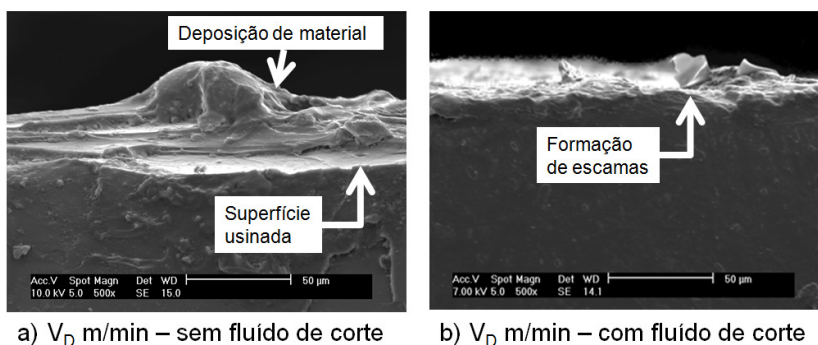 Deposição de material
Superfície
usinada
Acc.V Spot Magn Det WD 50 µm
10.0 kV 5.0 500x SE 15.0
a) V_D m/min – sem fluído de corte
Formação
de escamas
Acc.V Spot Magn Det WD 50 µm
7.00 kV 5.0 500x SE 14.1
b) V_D m/min – com fluído de corte